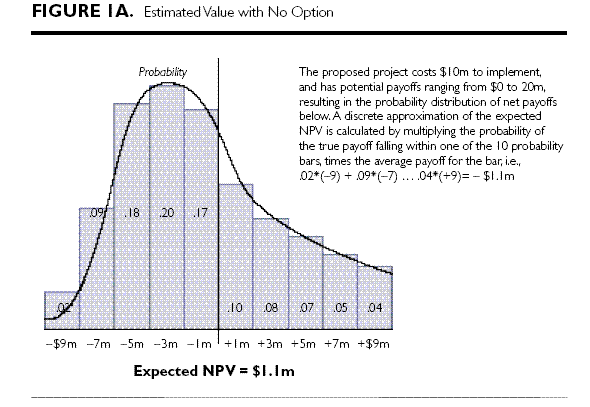 FIGURE 1A. Estimated Value with No Option
Probability
The proposed project costs $10m to implement,
and has potential payoffs ranging from $0 to 20m,
resulting in the probability distribution of net payoffs
below. A discrete approximation of the expected
NPV is calculated by multiplying the probability of
the true payoff falling within one of the 10 probability
bars, times the average payoff for the bar, i.e.,
.02*(–9) + .09*(–7) ... .04*(+9)= – $1.1m
.09 .18 .20 .17
.02 .10 .08 .07 .05 .04
–$9m –7m –5m –3m –1m +1m +3m +5m +7m +$9m
Expected NPV = $1.1m